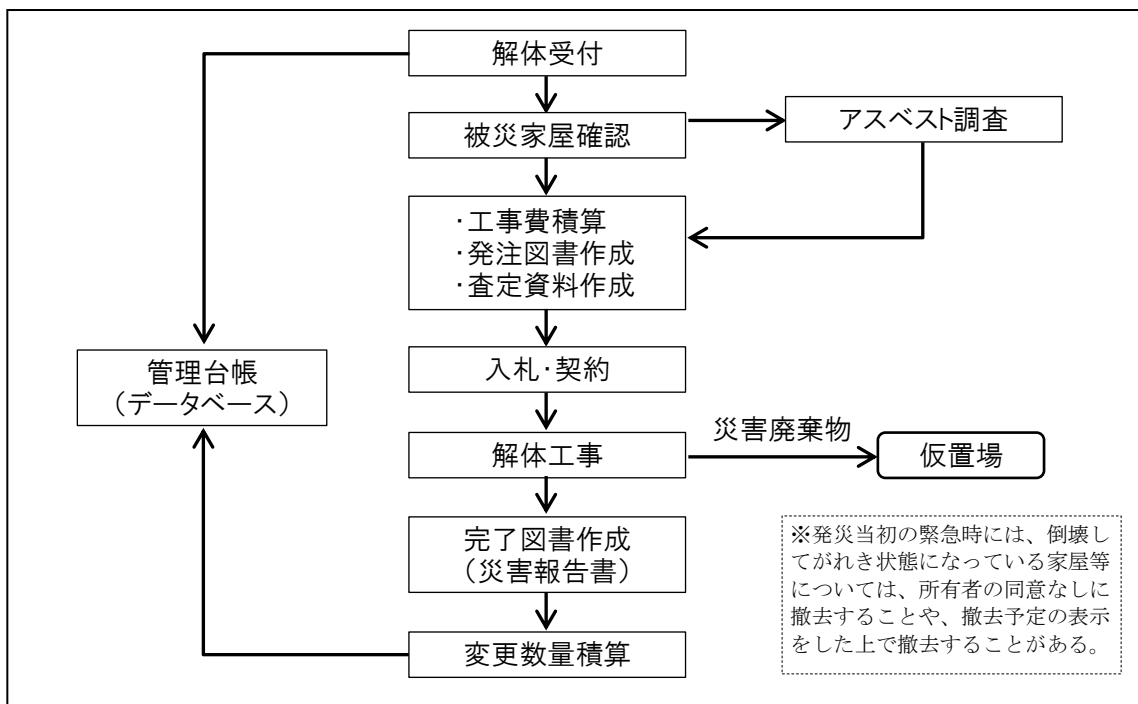 解体受付
被災家屋確認
アスベスト調査
・工事費積算
・発注図書作成
・査定資料作成
管理台帳
（データベース）
入札・契約
解体工事
災害廃棄物
仮置場
完了図書作成
（災害報告書）
変更数量積算
※発災当初の緊急時には、倒壊し
てがれき状態になっている家屋等
については、所有者の同意なしに
撤去することや、撤去予定の表示
をした上で撤去することがある。